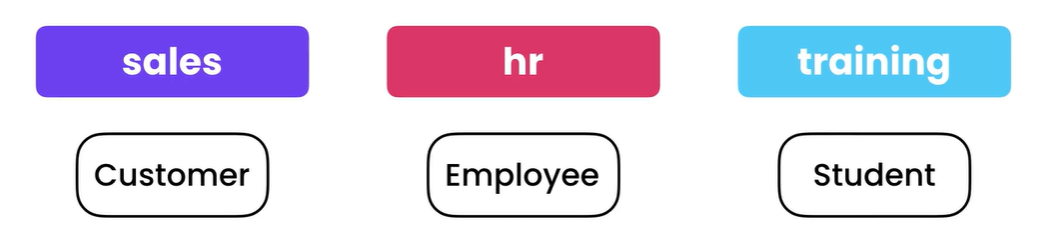 sales
hr
training
Customer
Employee
Student